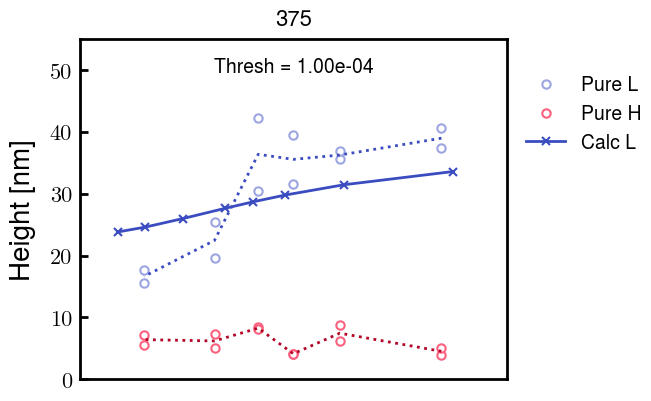 375
Thresh = 1.00e-04
50
40
30
20
10
0
Height [nm]
Pure L
Pure H
Calc L